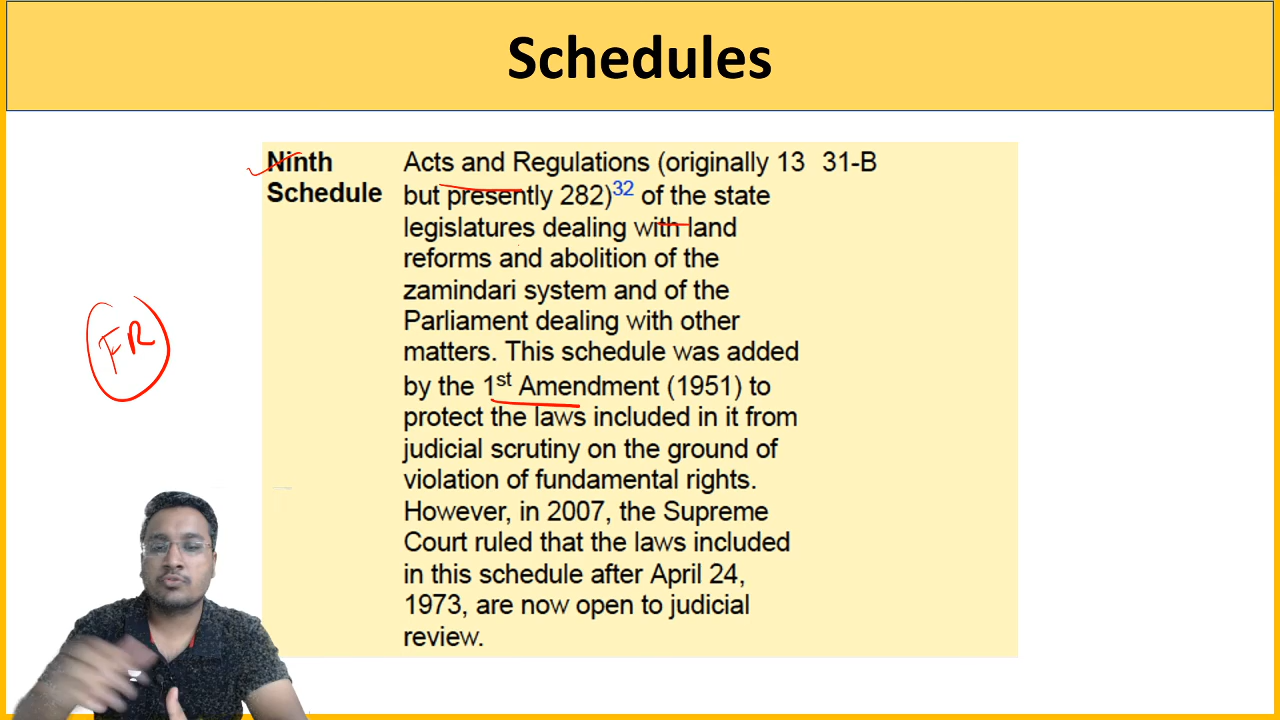 Schedules
Ninth Schedule
Acts and Regulations (originally 13 31-B
but presently 282)32 of the state
legislatures dealing with land
reforms and abolition of the
zamindari system and of the
Parliament dealing with other
matters. This schedule was added
by the 1st Amendment (1951) to
protect the laws included in it from
judicial scrutiny on the ground of
violation of fundamental rights.
However, in 2007, the Supreme
Court ruled that the laws included
in this schedule after April 24,
1973, are now open to judicial
review.
FR